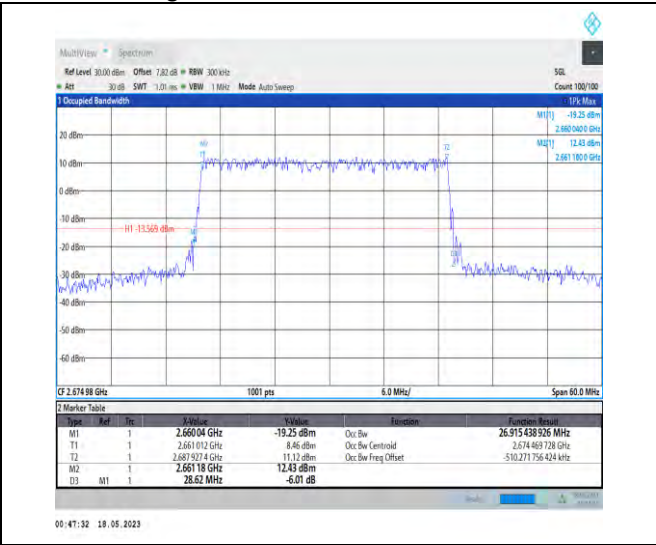 MultiView Spectrum
Ref Level 30.00 dBm Offset 7.82 dB RBW 300 kHz SGL
Att 30 dB SWT 1.01 ms VBW 1 MHz Mode Auto Sweep Count 100/100
1 Occupied Bandwidth 1Pk Max
M1[1] -19.25 dBm
2.660 040 0 GHz
20 dBm
M2[1] 12.43 dBm
2.661 180 0 GHz
M2
T1
T2
10 dBm
0 dBm
-10 dBm
H1 -13.569 dBm
-20 dBm
D3
-30 dBm
-40 dBm
-50 dBm
-60 dBm
CF 2.674 98 GHz 1001 pts 6.0 MHz/ Span 60.0 MHz
2 Marker Table
Type Ref Trc X-Value Y-Value Function Function Result
M1 1 2.660 04 GHz -19.25 dBm Occ Bw 26.915 438 926 MHz
T1 1 2.661 012 GHz 8.46 dBm Occ Bw Centroid 2.674 469 728 GHz
T2 1 2.687 927 4 GHz 11.12 dBm Occ Bw Freq Offset -510.271 756 424 kHz
M2 1 2.661 18 GHz 12.43 dBm
D3 M1 1 28.62 MHz -6.01 dB
00:47:32 18.05.2023